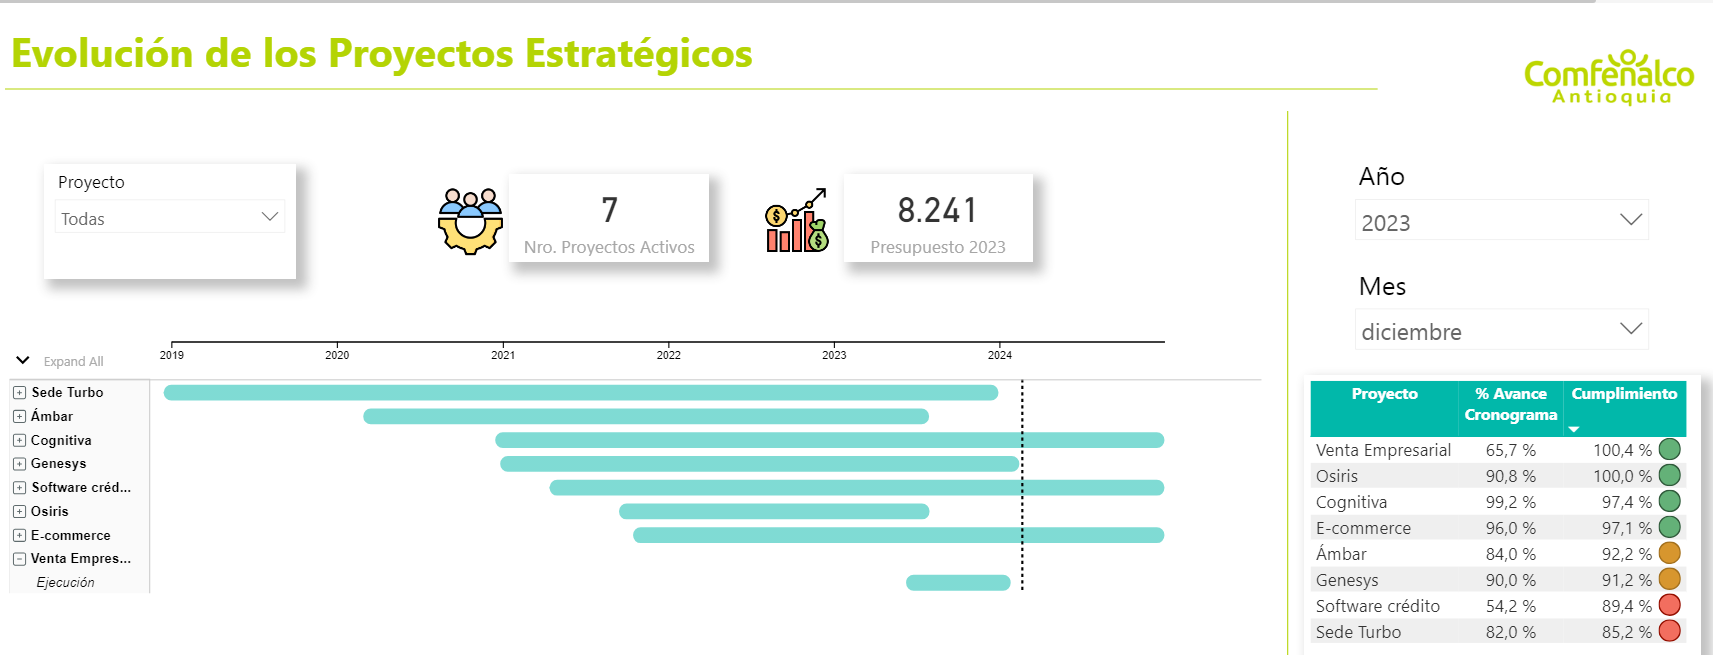 Evolución de los Proyectos Estratégicos
Comfenalco
Antioquia
Proyecto
Todas
7
Nro. Proyectos Activos
8.241
Presupuesto 2023
Año
2023
Mes
diciembre
Expand All
2019 2020 2021 2022 2023 2024
Sede Turbo
Ámbar
Cognitiva
Genesys
Software créd...
Osiris
E-commerce
Venta Empres...
Ejecución
Proyecto % Avance Cronograma Cumplimiento
Venta Empresarial 65,7 % 100,4 %
Osiris 90,8 % 100,0 %
Cognitiva 99,2 % 97,4 %
E-commerce 96,0 % 97,1 %
Ámbar 84,0 % 92,2 %
Genesys 90,0 % 91,2 %
Software crédito 54,2 % 89,4 %
Sede Turbo 82,0 % 85,2 %